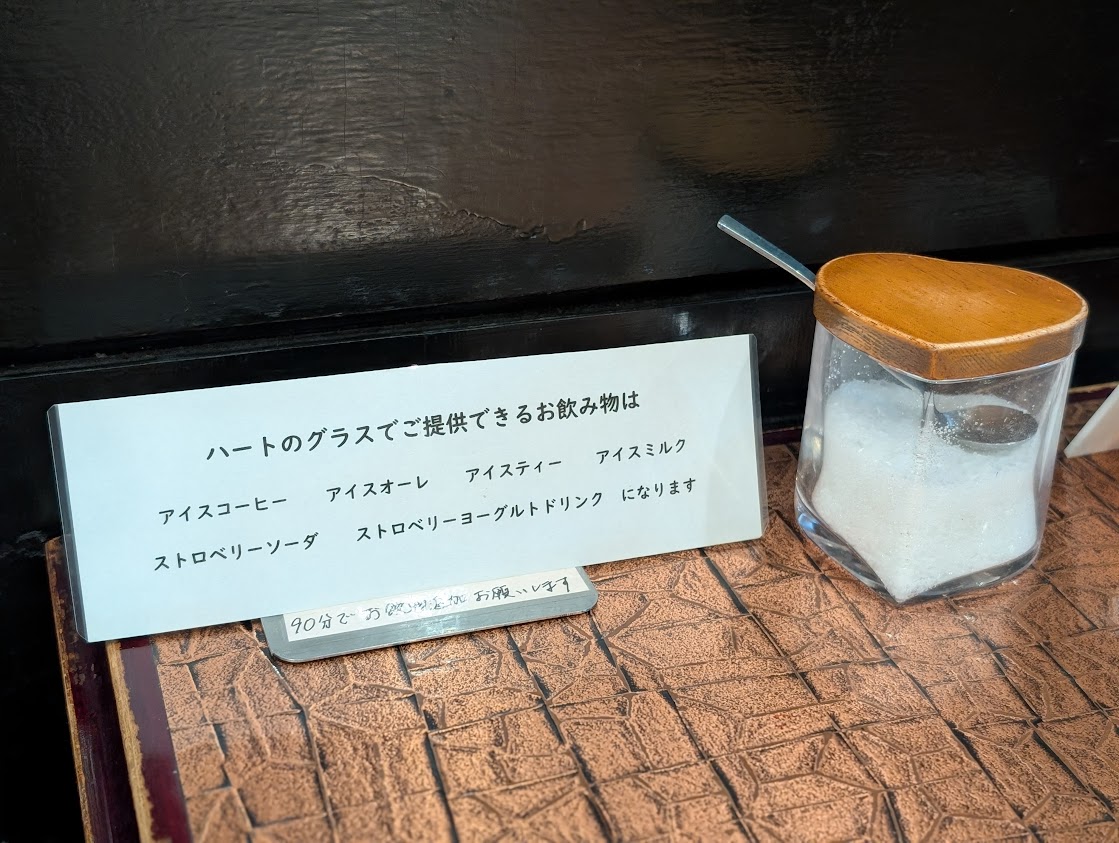 ハートのグラスでご提供できるお飲み物は
アイスコーヒー アイスオーレ アイスティー アイスミルク
ストロベリーソーダ ストロベリーヨーグルトドリンク になります
90分でお飲物追加お願いします